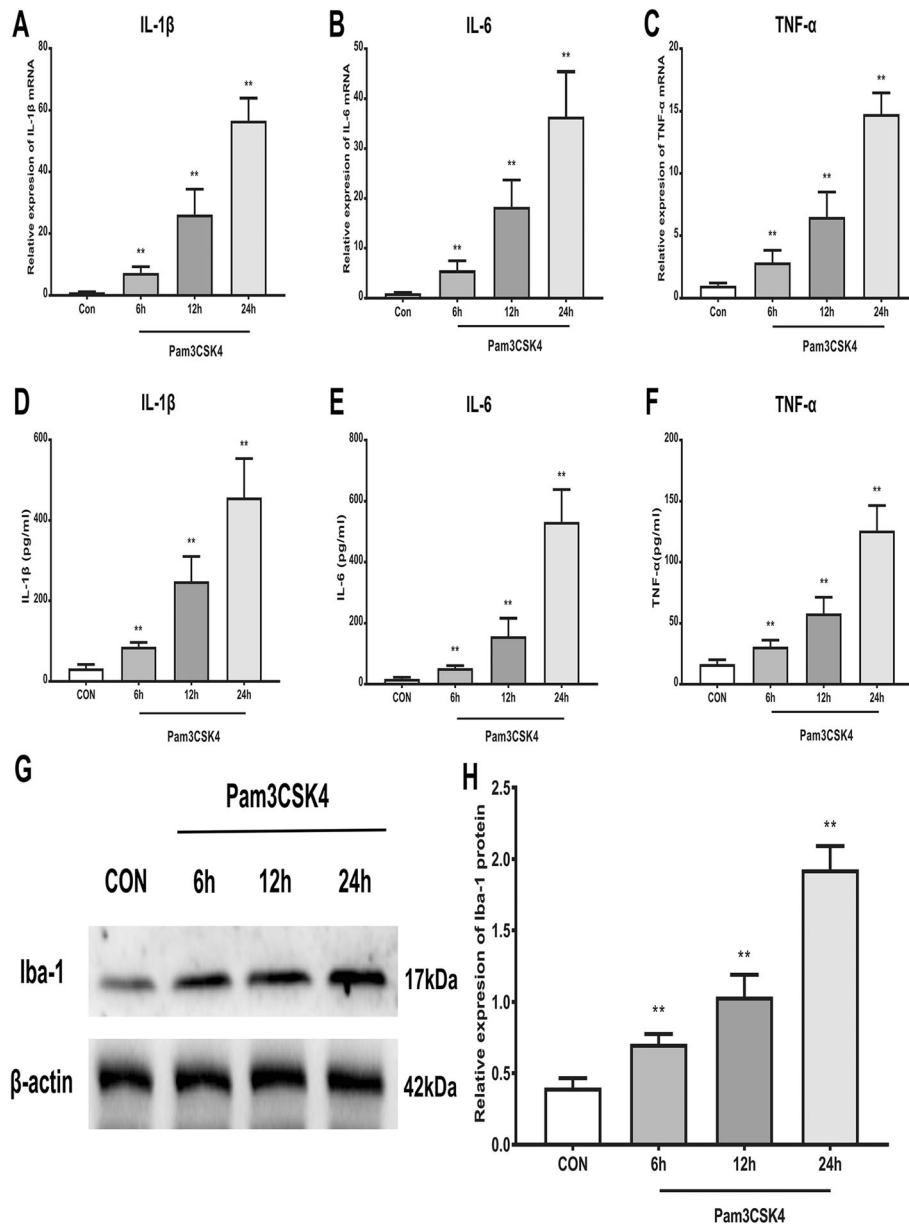 A
IL-1β
Relative expresion of IL-1β mRNA
80
60
40
20
0
**
**
**
Con
6h
12h
24h
Pam3CSK4
B
IL-6
Relative expresion of IL-6 mRNA
50
40
30
20
10
0
**
**
**
Con
6h
12h
24h
Pam3CSK4
C
TNF-α
Relative expresion of TNF-α mRNA
20
15
10
5
0
**
**
**
Con
6h
12h
24h
Pam3CSK4
D
IL-1β
IL-1β (pg/ml)
600
400
200
0
**
**
**
CON
6h
12h
24h
Pam3CSK4
E
IL-6
IL-6 (pg/ml)
800
600
400
200
0
**
**
**
CON
6h
12h
24h
Pam3CSK4
F
TNF-α
TNF-α(pg/ml)
200
150
100
50
0
**
**
**
CON
6h
12h
24h
Pam3CSK4
G
Pam3CSK4
CON 6h 12h 24h
Iba-1 17kDa
β-actin 42kDa
H
Relative expresion of Iba-1 protein
2.5
2.0
1.5
1.0
0.5
0.0
**
**
**
CON
6h
12h
24h
Pam3CSK4